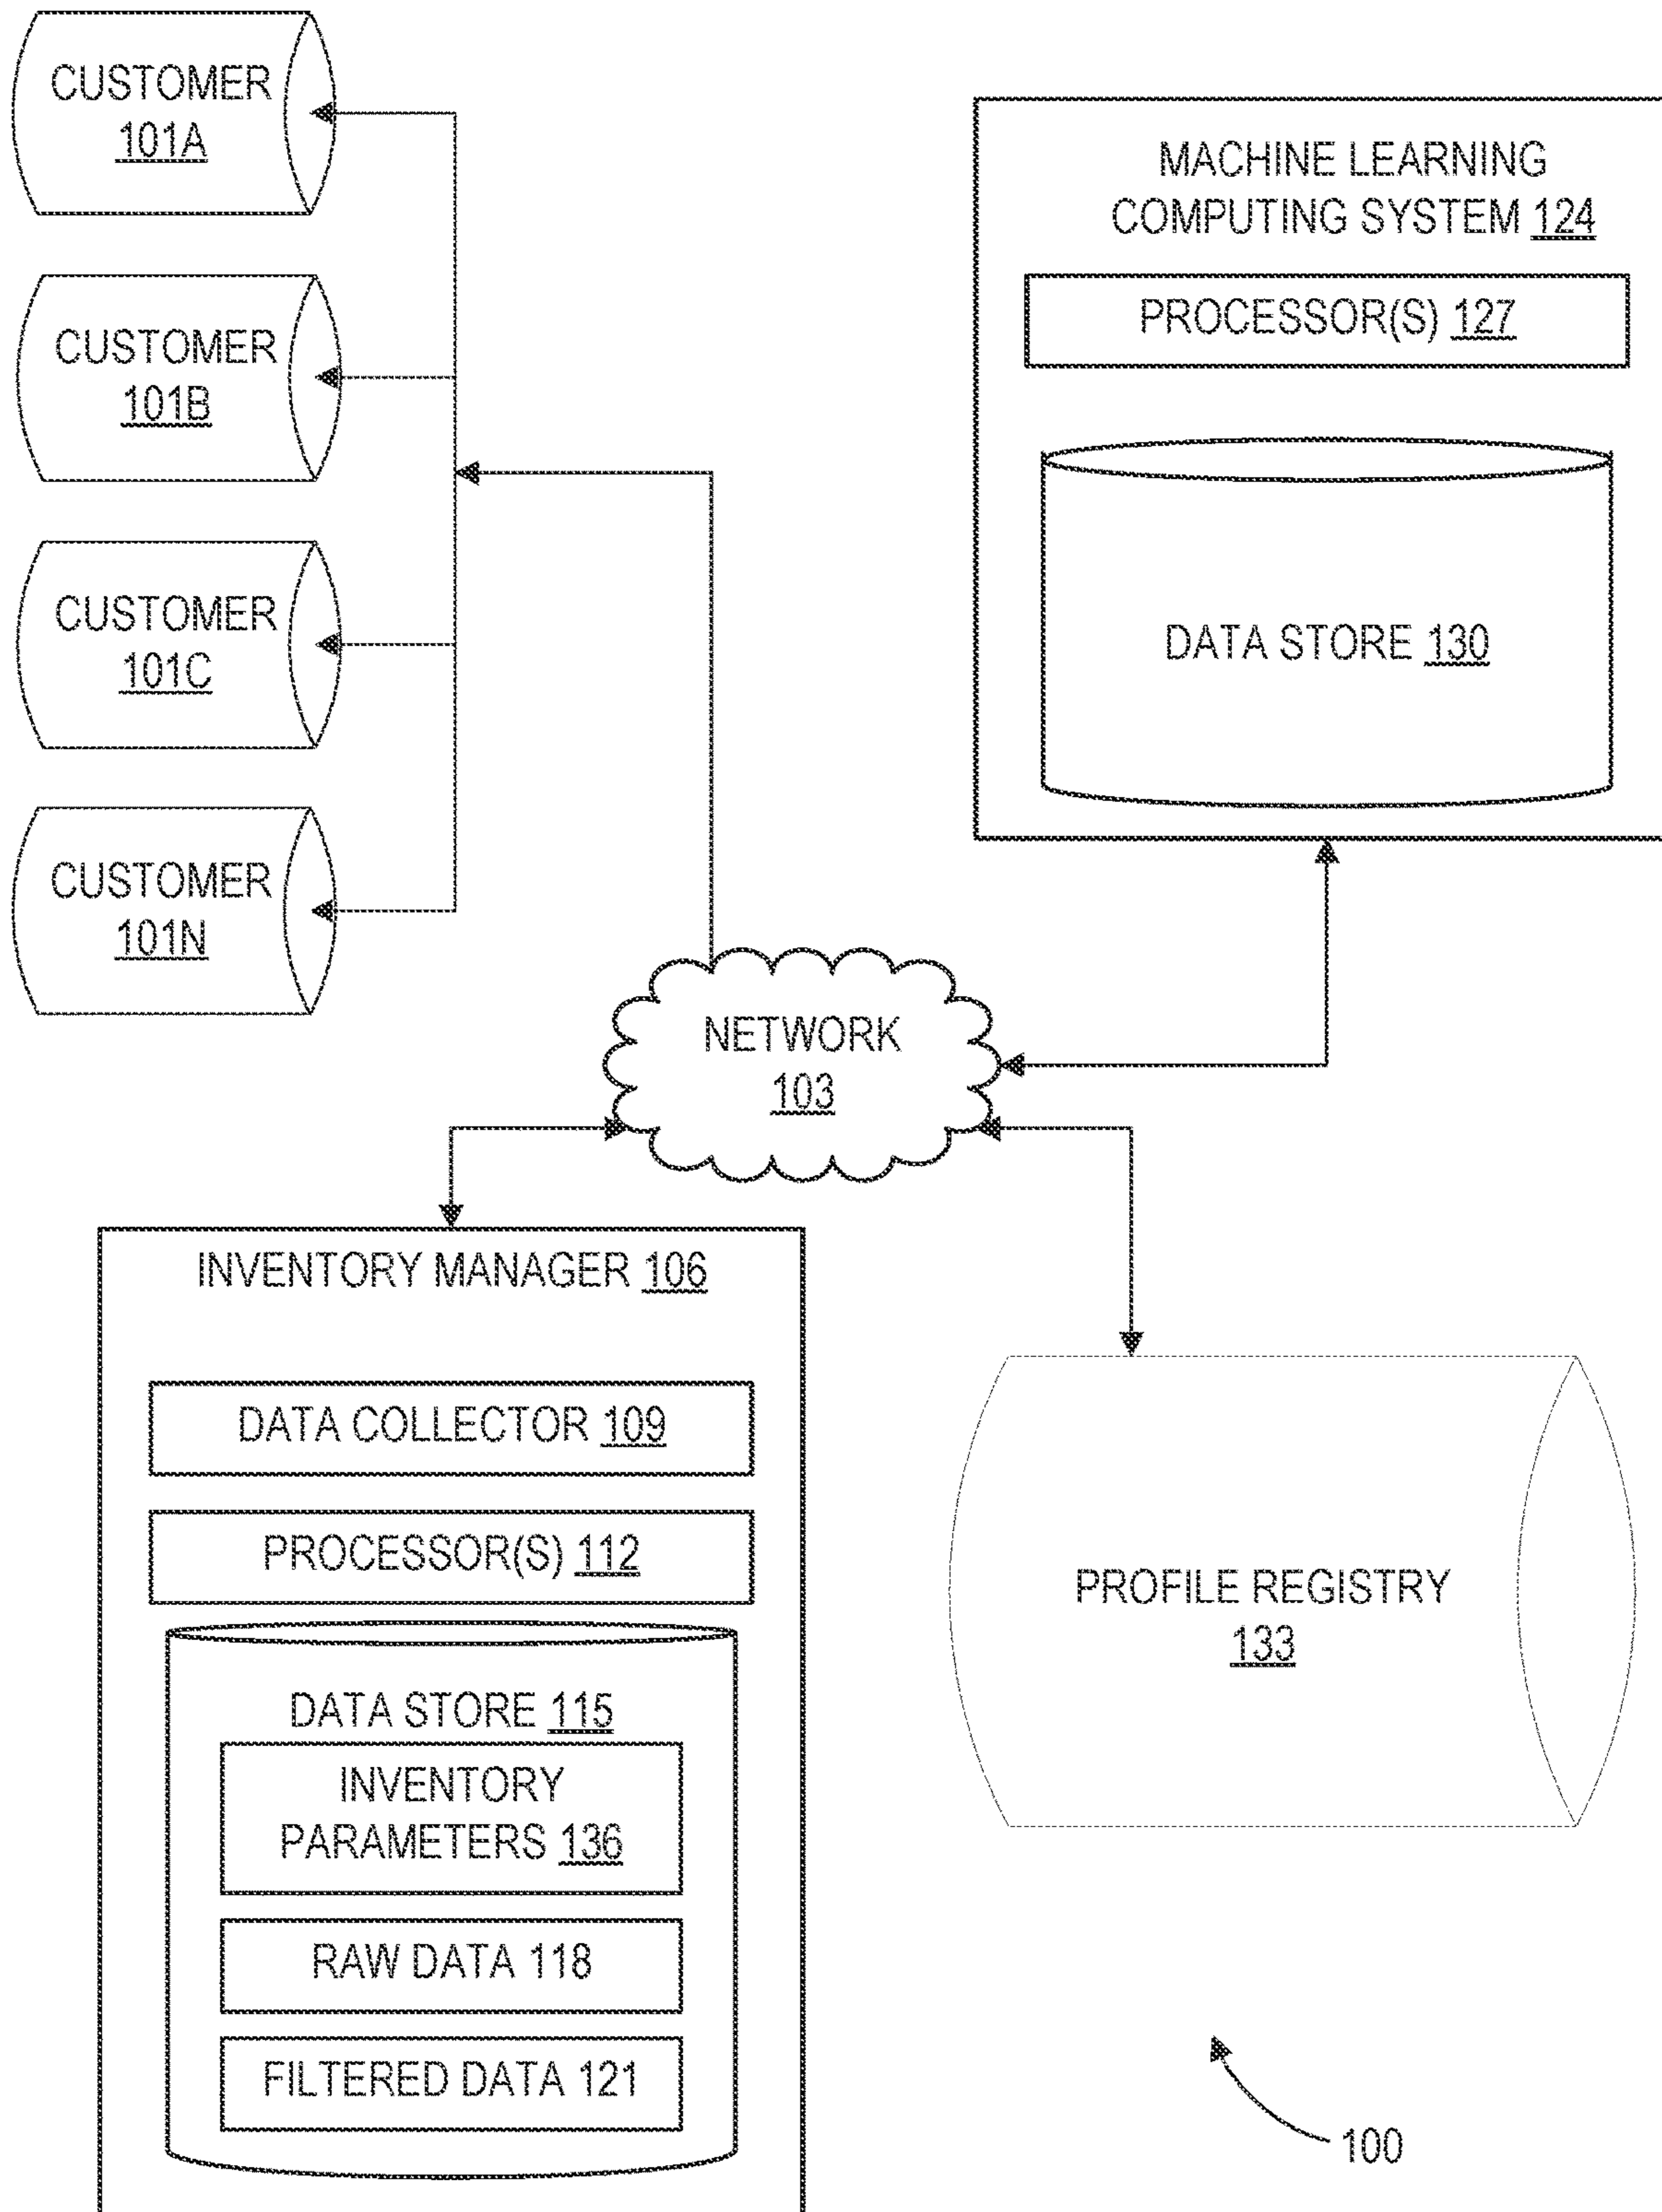 CUSTOMER
101A
CUSTOMER
101B
CUSTOMER
101C
CUSTOMER
101N
MACHINE LEARNING
COMPUTING SYSTEM 124
PROCESSOR(S) 127
DATA STORE 130
NETWORK
103
INVENTORY MANAGER 106
DATA COLLECTOR 109
PROCESSOR(S) 112
DATA STORE 115
INVENTORY
PARAMETERS 136
RAW DATA 118
FILTERED DATA 121
PROFILE REGISTRY
133
100